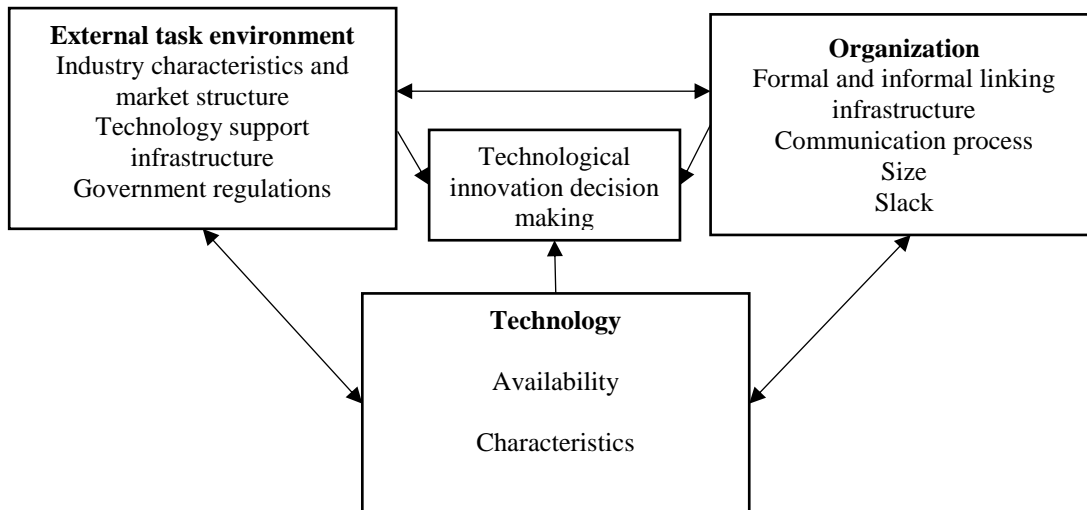 External task environment
Industry characteristics and
market structure
Technology support
infrastructure
Government regulations
Organization
Formal and informal linking
infrastructure
Communication process
Size
Slack
Technological
innovation decision
making
Technology
Availability
Characteristics